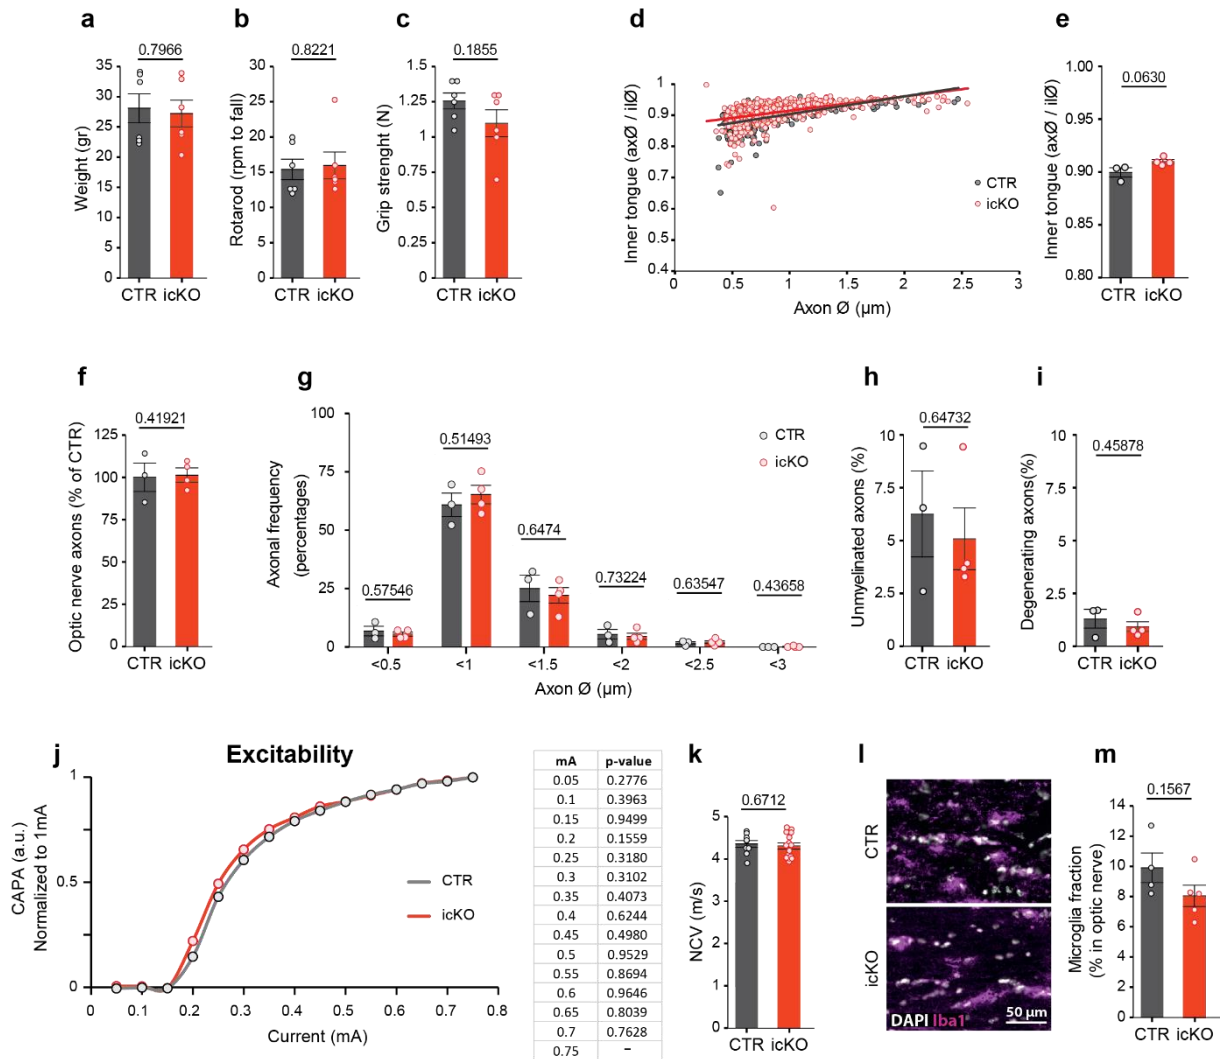 a
0.7966
Weight (gr)
35
30
25
20
15
10
5
0
CTR icKO
b
0.8221
Rotarod (rpm to fall)
30
25
20
15
10
5
0
CTR icKO
c
0.1855
Grip strenght (N)
1.5
1.25
1
0.75
0.5
0.25
0
CTR icKO
d
Inner tongue (axØ / ilØ)
1
0.9
0.8
0.7
0.6
0.5
0.4
CTR
icKO
0 0.5 1 1.5 2 2.5 3
Axon Ø (µm)
e
0.0630
Inner tongue (axØ / ilØ)
1.00
0.95
0.90
0.85
0.80
CTR icKO
f
0.41921
Optic nerve axons (% of CTR)
125
100
75
50
25
0
CTR icKO
g
Axonal frequency
(percentages)
100
75
50
25
0
0.57546
0.51493
0.6474
0.73224
0.63547
0.43658
CTR
icKO
<0.5 <1 <1.5 <2 <2.5 <3
Axon Ø (µm)
h
0.64732
Unmyelinated axons (%)
10
7.5
5
2.5
0
CTR icKO
i
0.45878
Degenerating axons(%)
10
7.5
5
2.5
0
CTR icKO
j
Excitability
CAPA (a.u.)
Normalized to 1mA
1
0.5
0
CTR
icKO
0 0.1 0.2 0.3 0.4 0.5 0.6 0.7 0.8
Current (mA)
mA p-value
0.05 0.2776
0.1 0.3963
0.15 0.9499
0.2 0.1559
0.25 0.3180
0.3 0.3102
0.35 0.4073
0.4 0.6244
0.45 0.4980
0.5 0.9529
0.55 0.8694
0.6 0.9646
0.65 0.8039
0.7 0.7628
0.75 –
k
0.6712
NCV (m/s)
5
4
3
2
1
0
CTR icKO
l
CTR
icKO
DAPI Iba1
50 µm
m
0.1567
Microglia fraction
(% in optic nerve)
14
12
10
8
6
4
2
0
CTR icKO